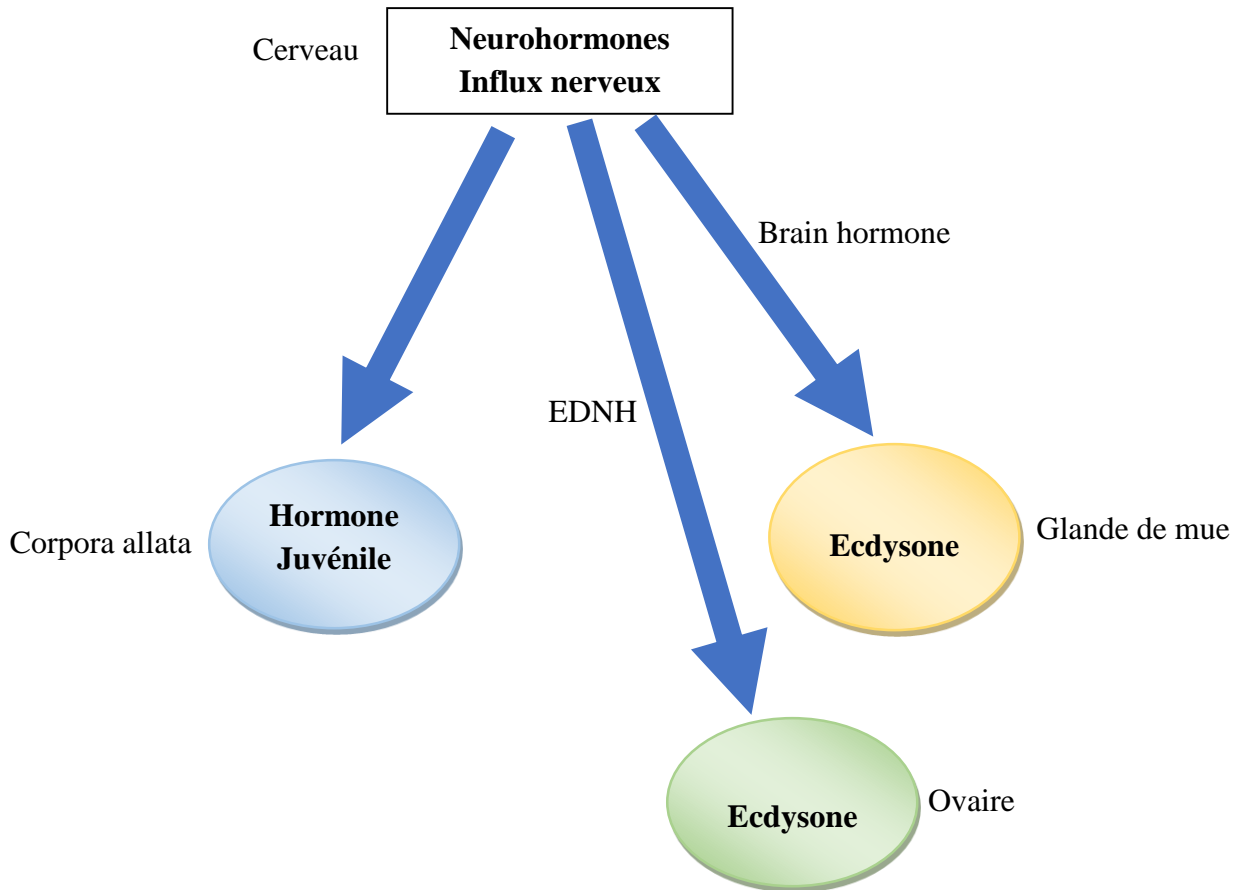 Cerveau
Neurohormones
Influx nerveux
Brain hormone
EDNH
Corpora allata
Hormone
Juvénile
Ecdysone
Glande de mue
Ecdysone
Ovaire